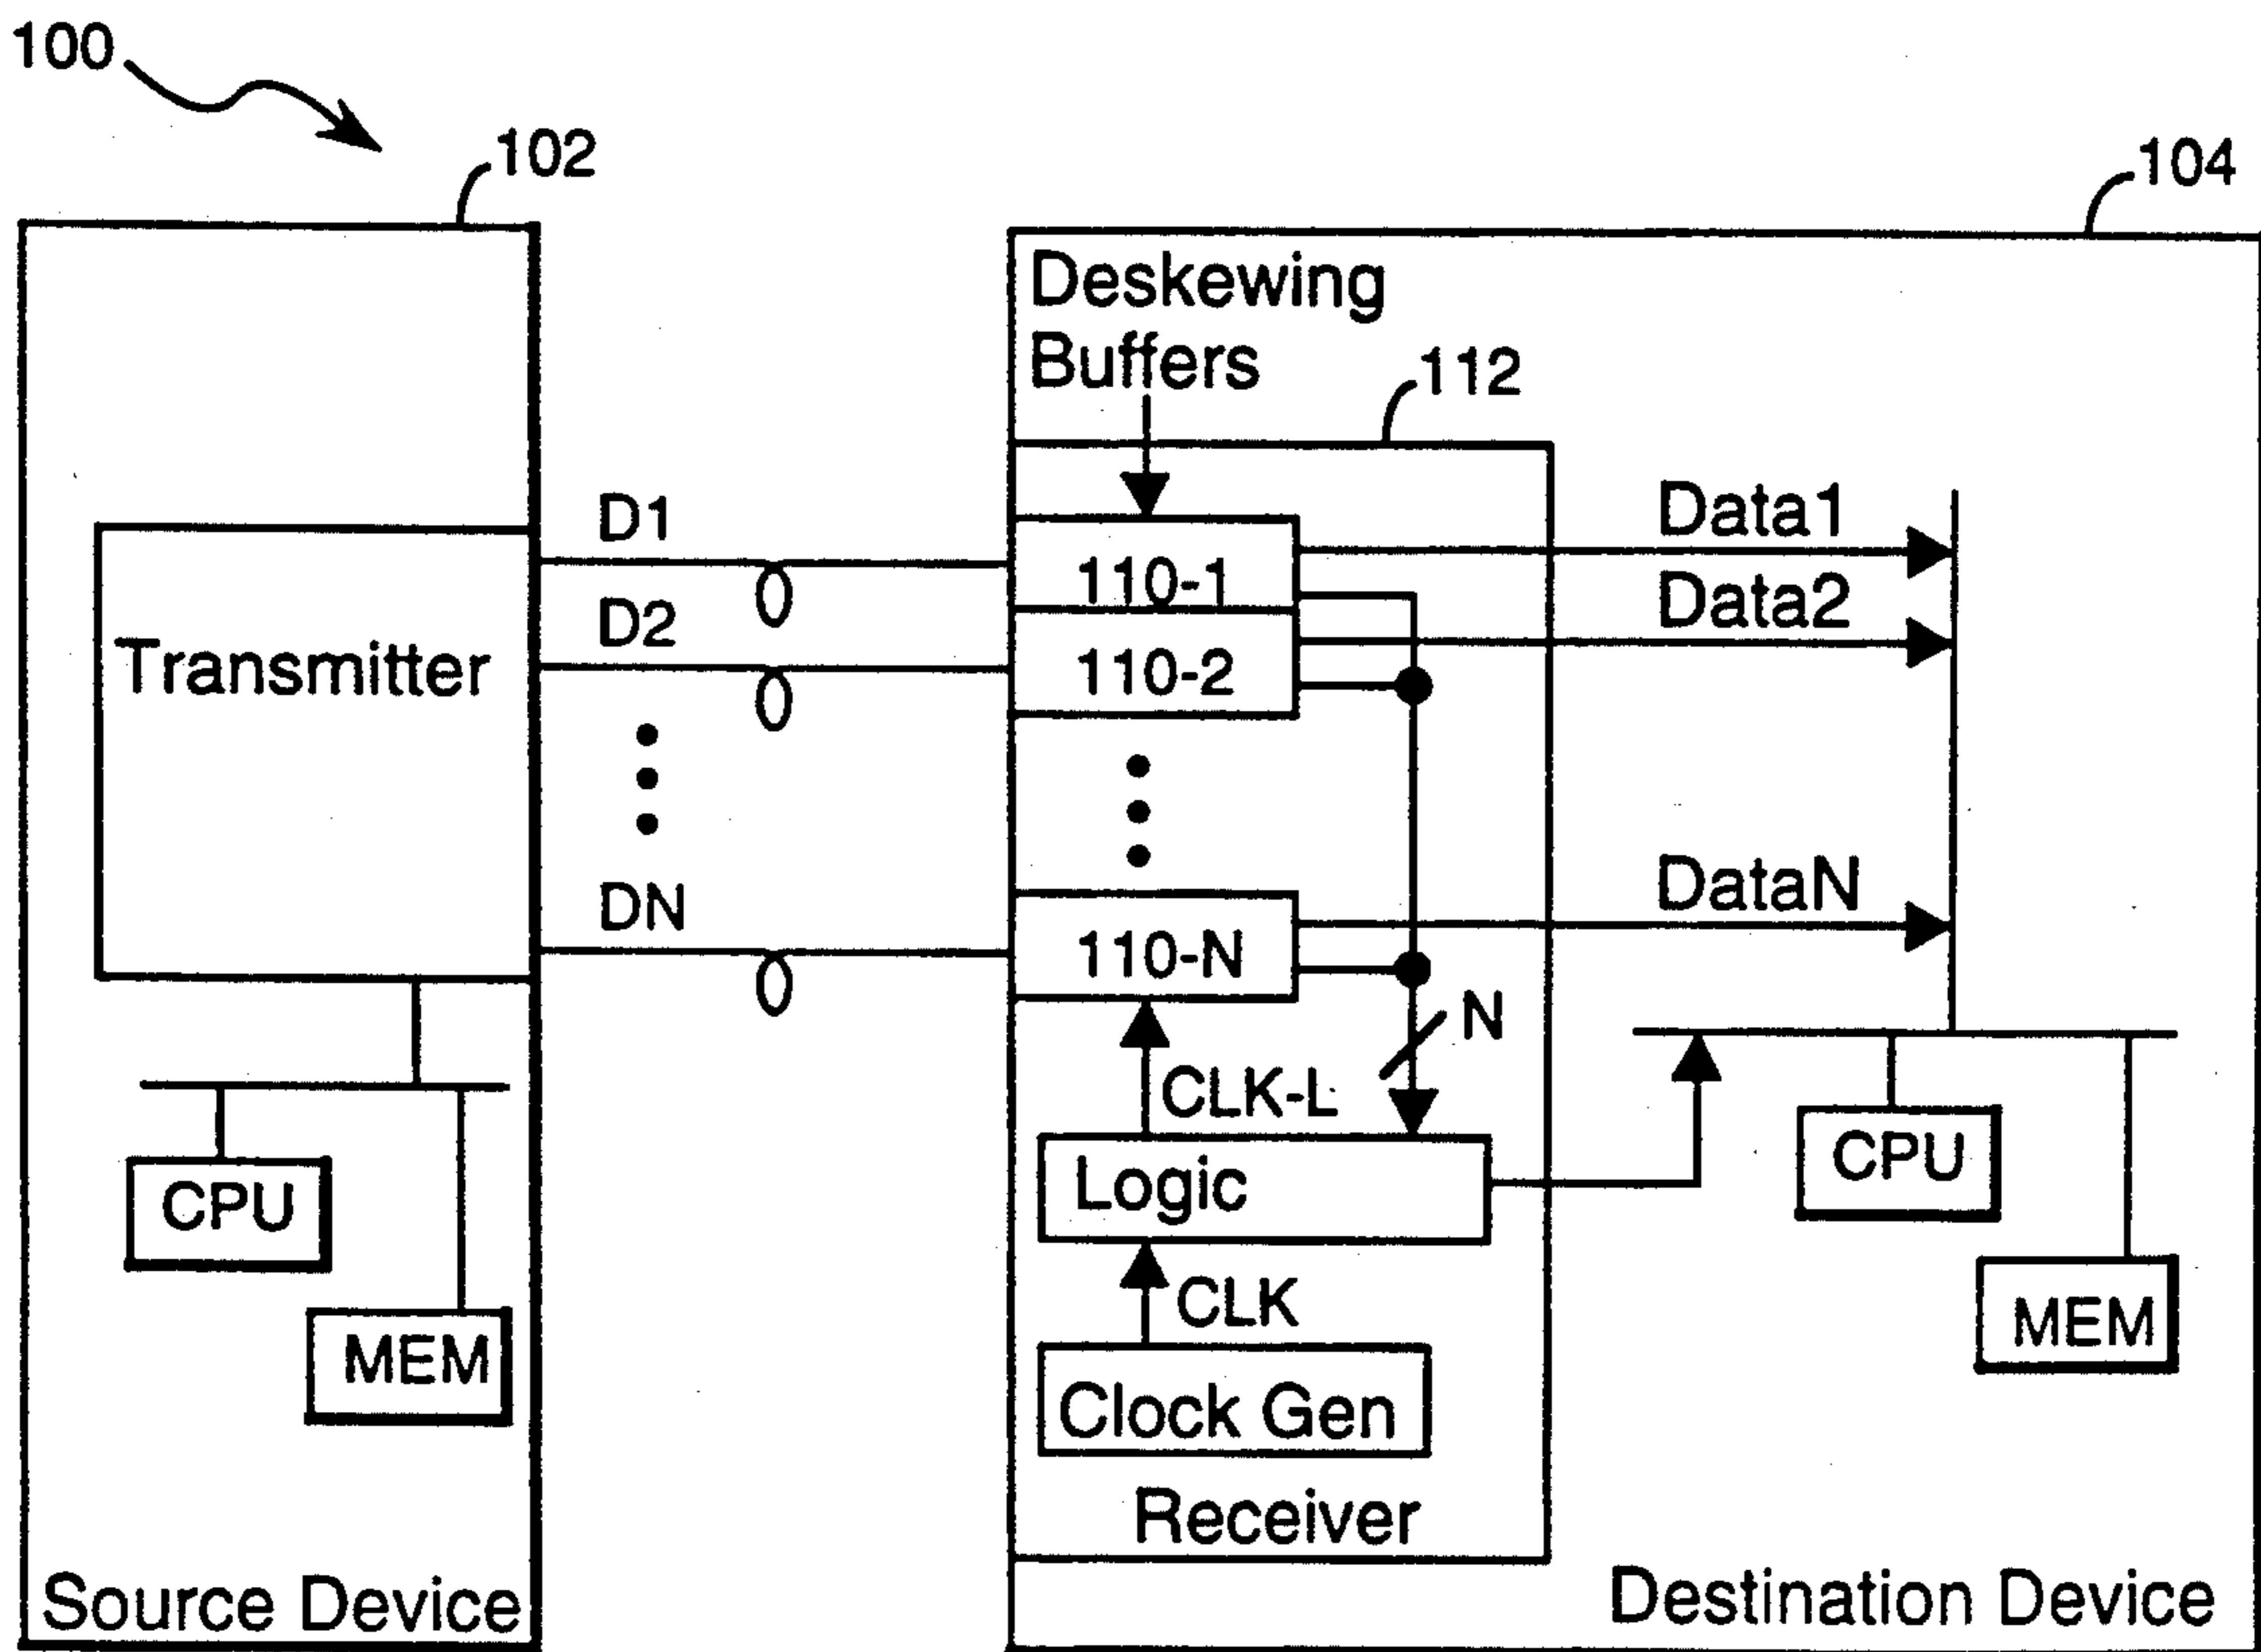 100
102
104
Deskewing
Buffers
112
D1
Data1
110-1
D2
Data2
Transmitter
110-2
DN
DataN
110-N
N
CLK-L
CPU
Logic
CPU
CLK
MEM
MEM
Clock Gen
Receiver
Source Device
Destination Device